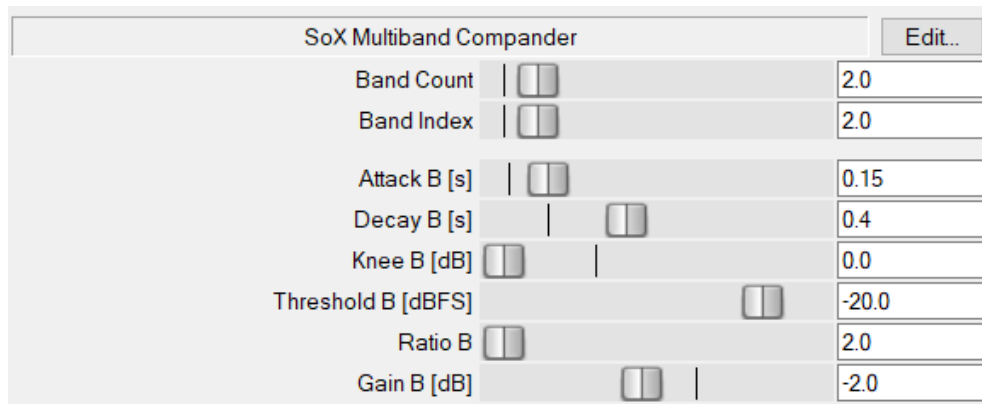 SoX Multiband Compander Edit...
Band Count 2.0
Band Index 2.0
Attack B [s] 0.15
Decay B [s] 0.4
Knee B [dB] 0.0
Threshold B [dBFS] -20.0
Ratio B 2.0
Gain B [dB] -2.0